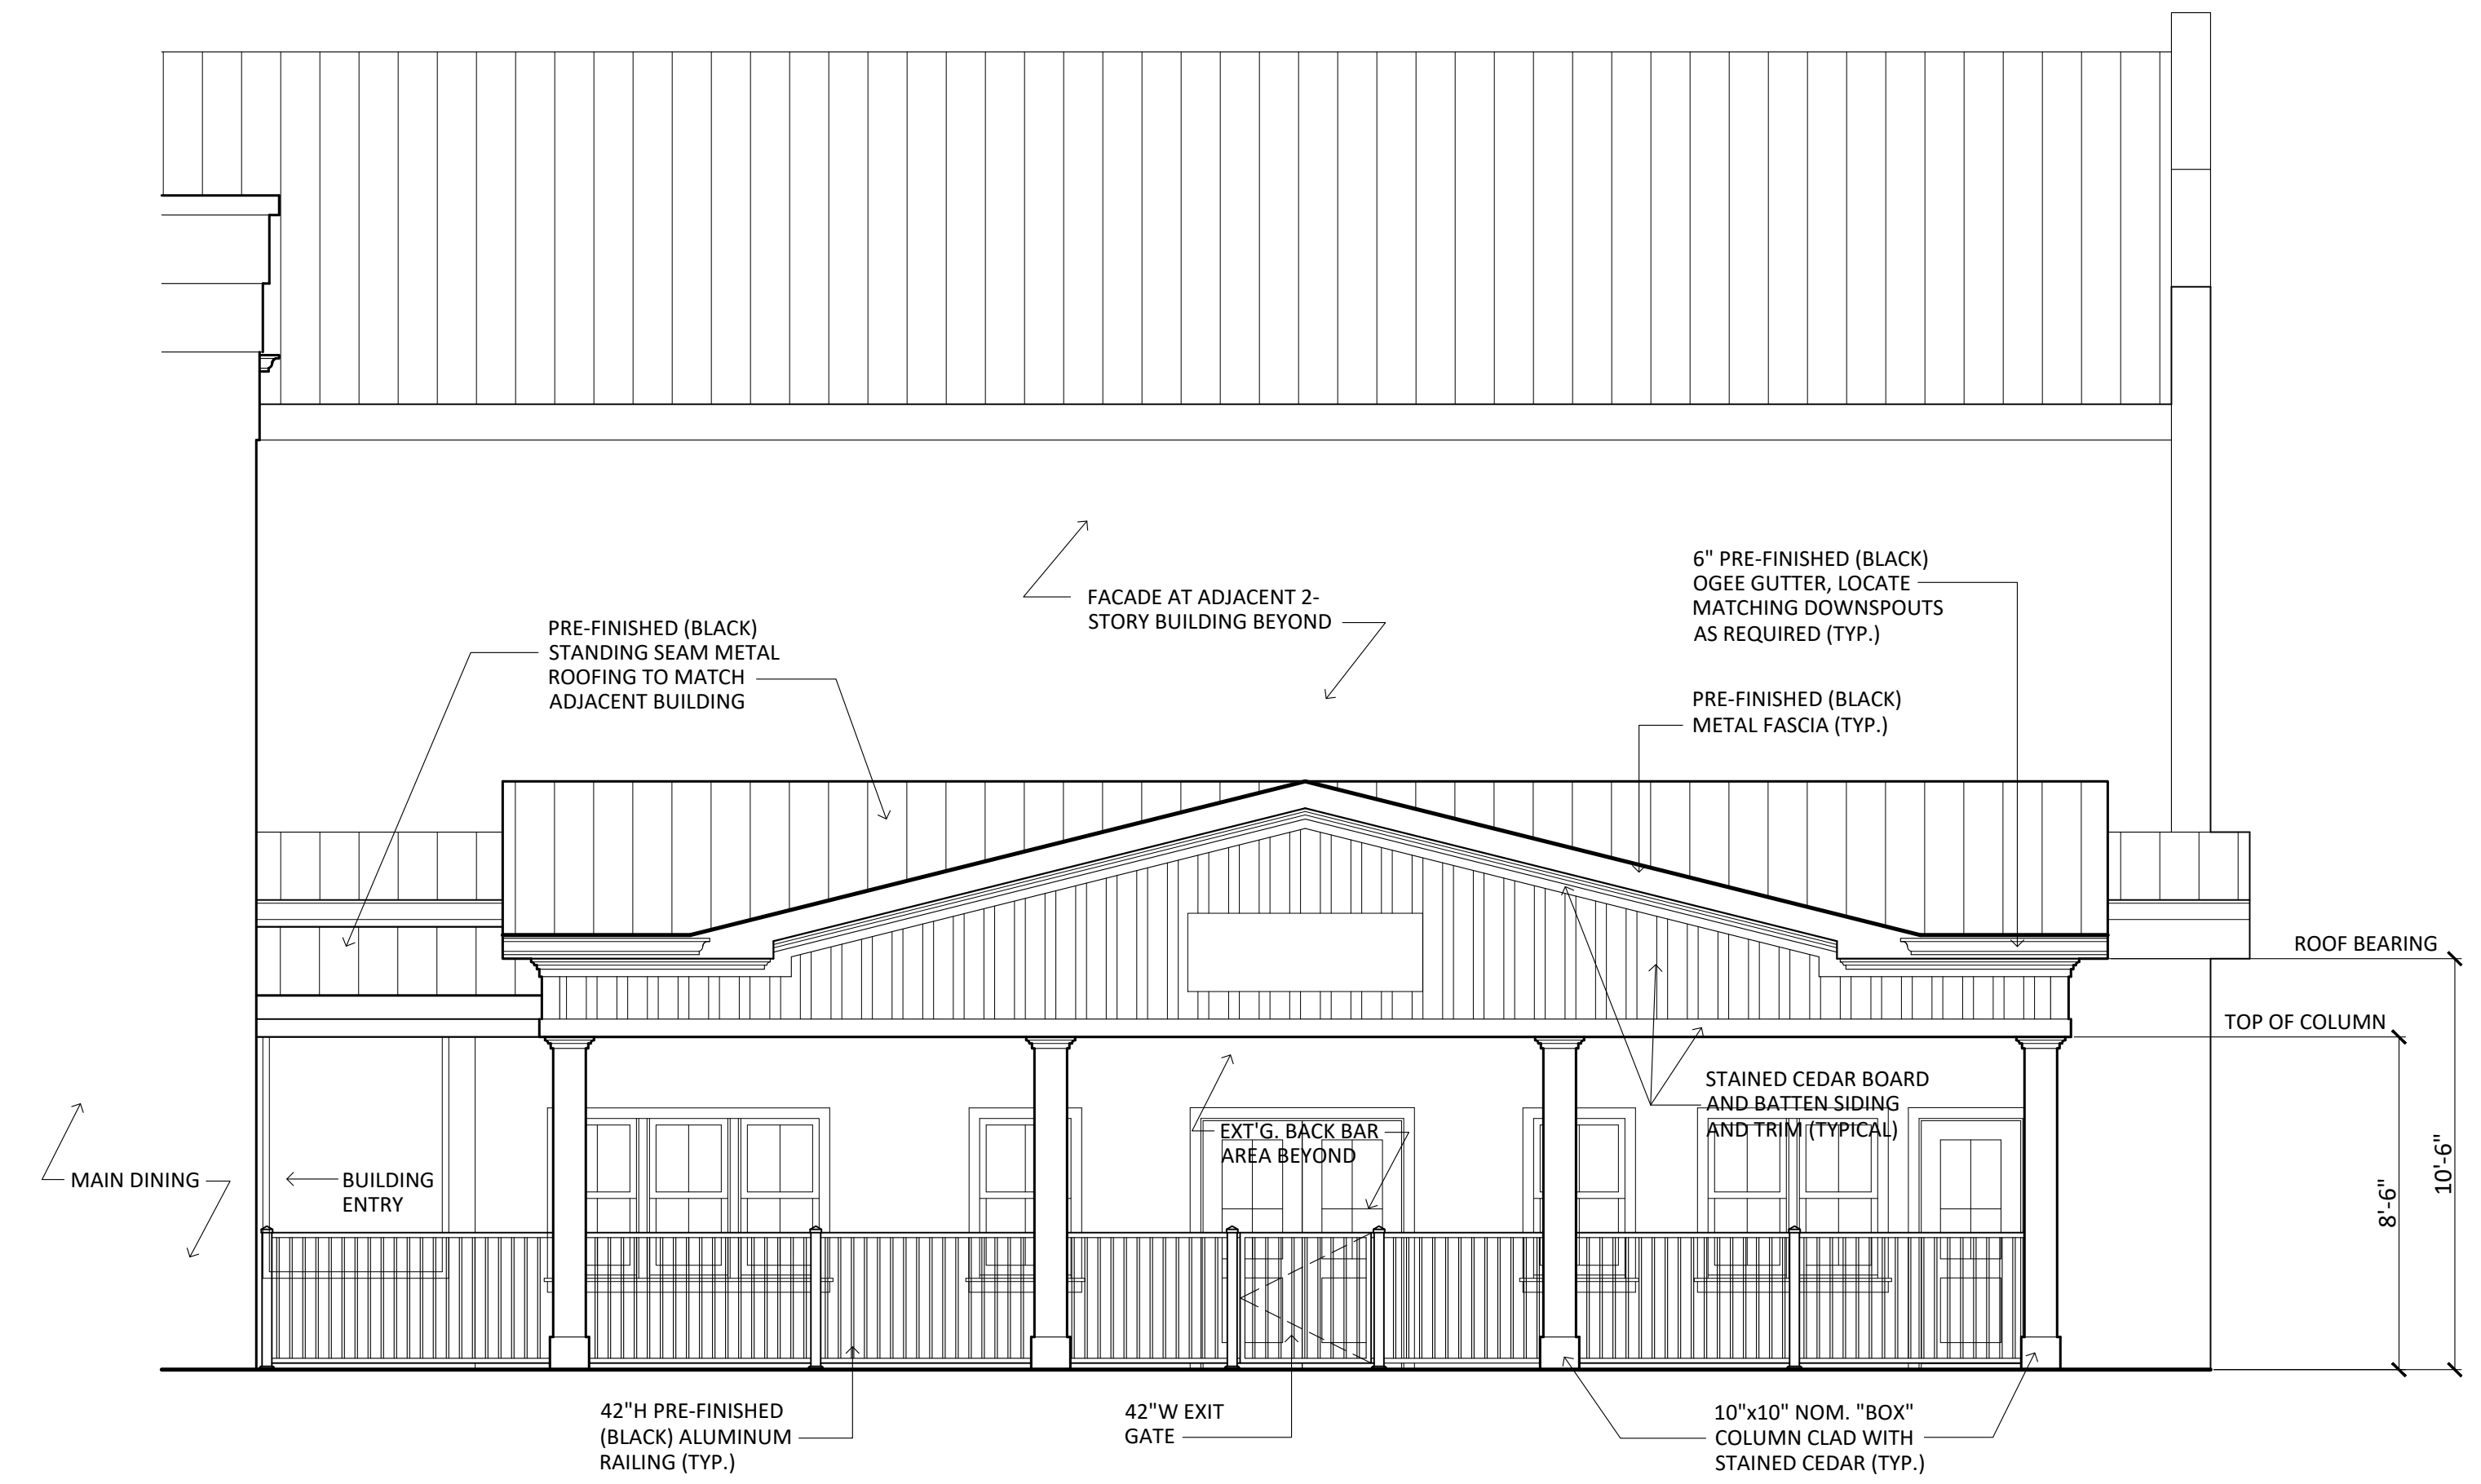 6" PRE-FINISHED (BLACK)
OGEE GUTTER, LOCATE
MATCHING DOWNSPOUTS
AS REQUIRED (TYP.)
FACADE AT ADJACENT 2-
STORY BUILDING BEYOND
PRE-FINISHED (BLACK)
STANDING SEAM METAL
ROOFING TO MATCH
ADJACENT BUILDING
PRE-FINISHED (BLACK)
METAL FASCIA (TYP.)
ROOF BEARING
TOP OF COLUMN
STAINED CEDAR BOARD
AND BATTEN SIDING
AND TRIM (TYPICAL)
EXT'G. BACK BAR
AREA BEYOND
MAIN DINING
BUILDING
ENTRY
8'-6"
10'-6"
42"H PRE-FINISHED
(BLACK) ALUMINUM
RAILING (TYP.)
42"W EXIT
GATE
10"x10" NOM. "BOX"
COLUMN CLAD WITH
STAINED CEDAR (TYP.)